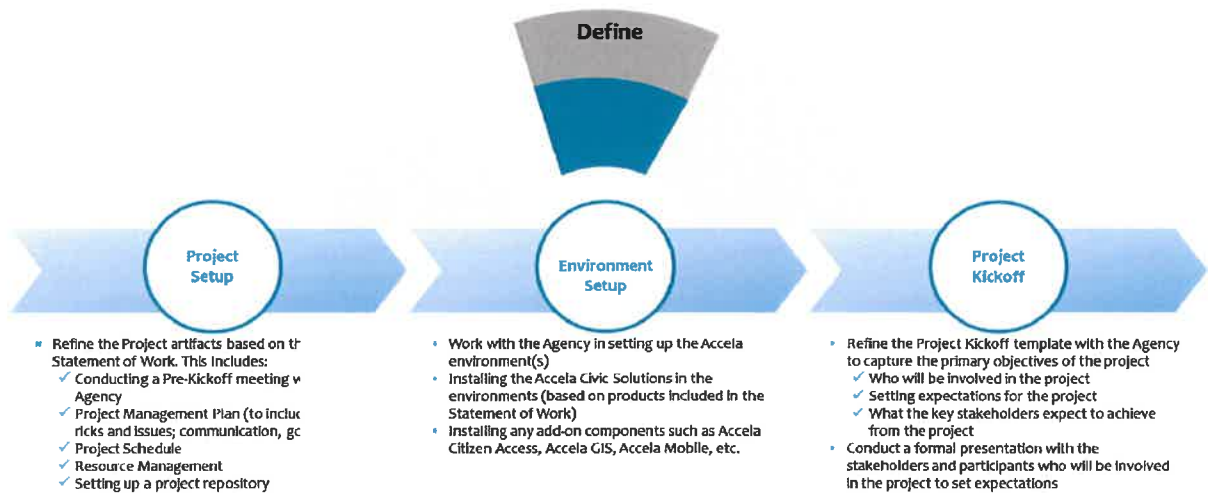 Define
Project
Setup
Refine the Project artifacts based on
Statement of Work. This includes:
✓ Conducting a Pre-Kickoff meeting
Agency
✓ Project Management Plan (to
ricks and issues; communication,
✓ Project Schedule
✓ Resource Management
✓ Setting up a project repository
Environment
Setup
• Work with the Agency in setting up the Accela
environment(s)
• Installing the Accela Civic Solutions in the
environments (based on products included in the
Statement of Work)
• Installing any add-on components such as Accela
Citizen Access, Accela GIS, Accela Mobile, etc.
Project
Kickoff
• Refine the Project Kickoff template with the Agency
to capture the primary objectives of the project
✓ Who will be involved in the project
✓ Setting expectations for the project
✓ What the key stakeholders expect to achieve
from the project
• Conduct a formal presentation with the
stakeholders and participants who will be involved
in the project to set expectations